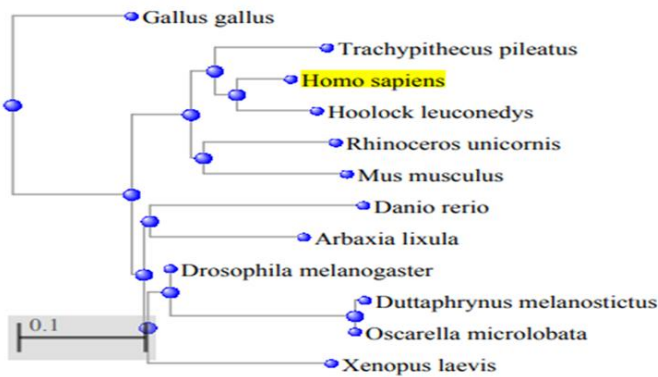 Gallus gallus
Trachypithecus pileatus
Homo sapiens
Hoolock leuconedys
Rhinoceros unicornis
Mus musculus
Danio rerio
Arbaxia lixula
Drosophila melanogaster
Duttaphrynus melanostictus
0.1
Oscarella microlobata
Xenopus laevis